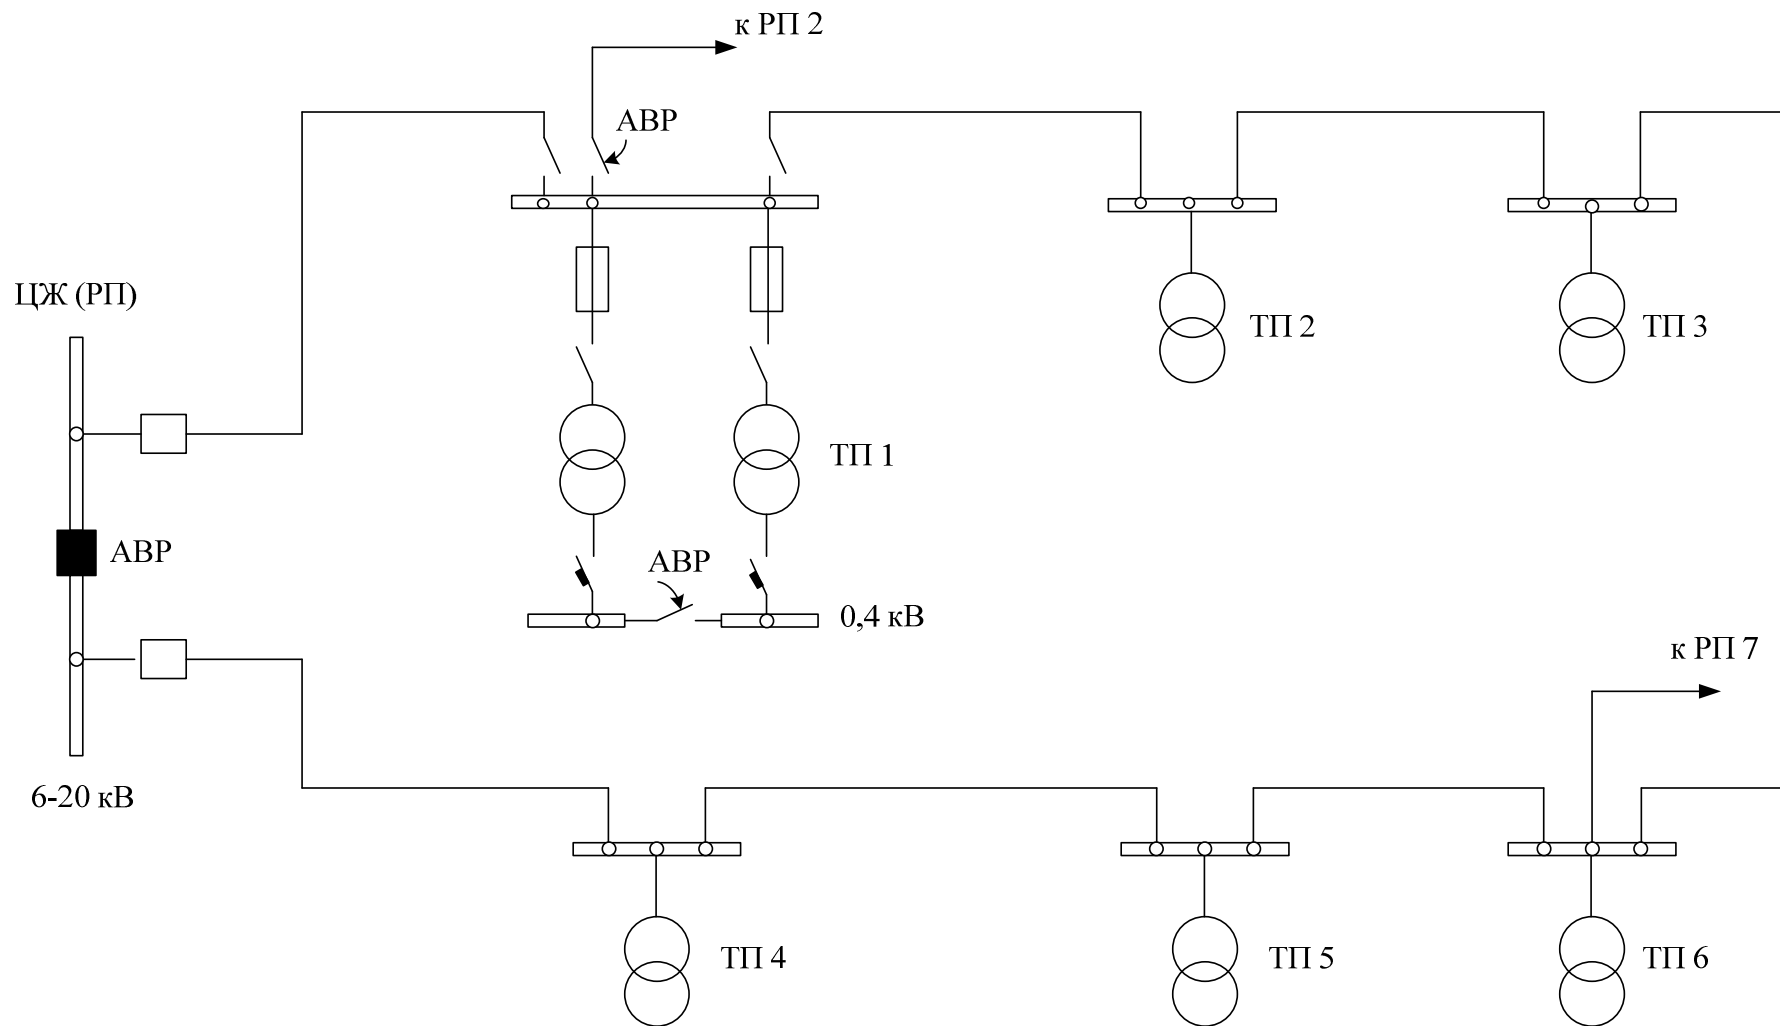 к РП 2
АВР
ЦЖ (РП)
ТП 2
ТП 3
ТП 1
АВР
АВР
0,4 кВ
к РП 7
6-20 кВ
ТП 4
ТП 5
ТП 6